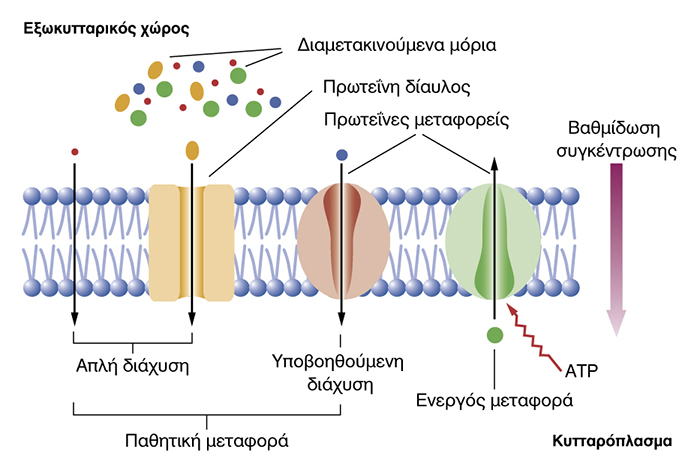 Εξωκυτταρικός χώρος
Διαμετακινούμενα μόρια
Πρωτεΐνη δίαυλος
Πρωτεΐνες μεταφορείς
Βαθμίδωση
συγκέντρωσης
Απλή διάχυση
Υποβοηθούμενη
διάχυση
ATP
Ενεργός μεταφορά
Παθητική μεταφορά
Κυτταρόπλασμα